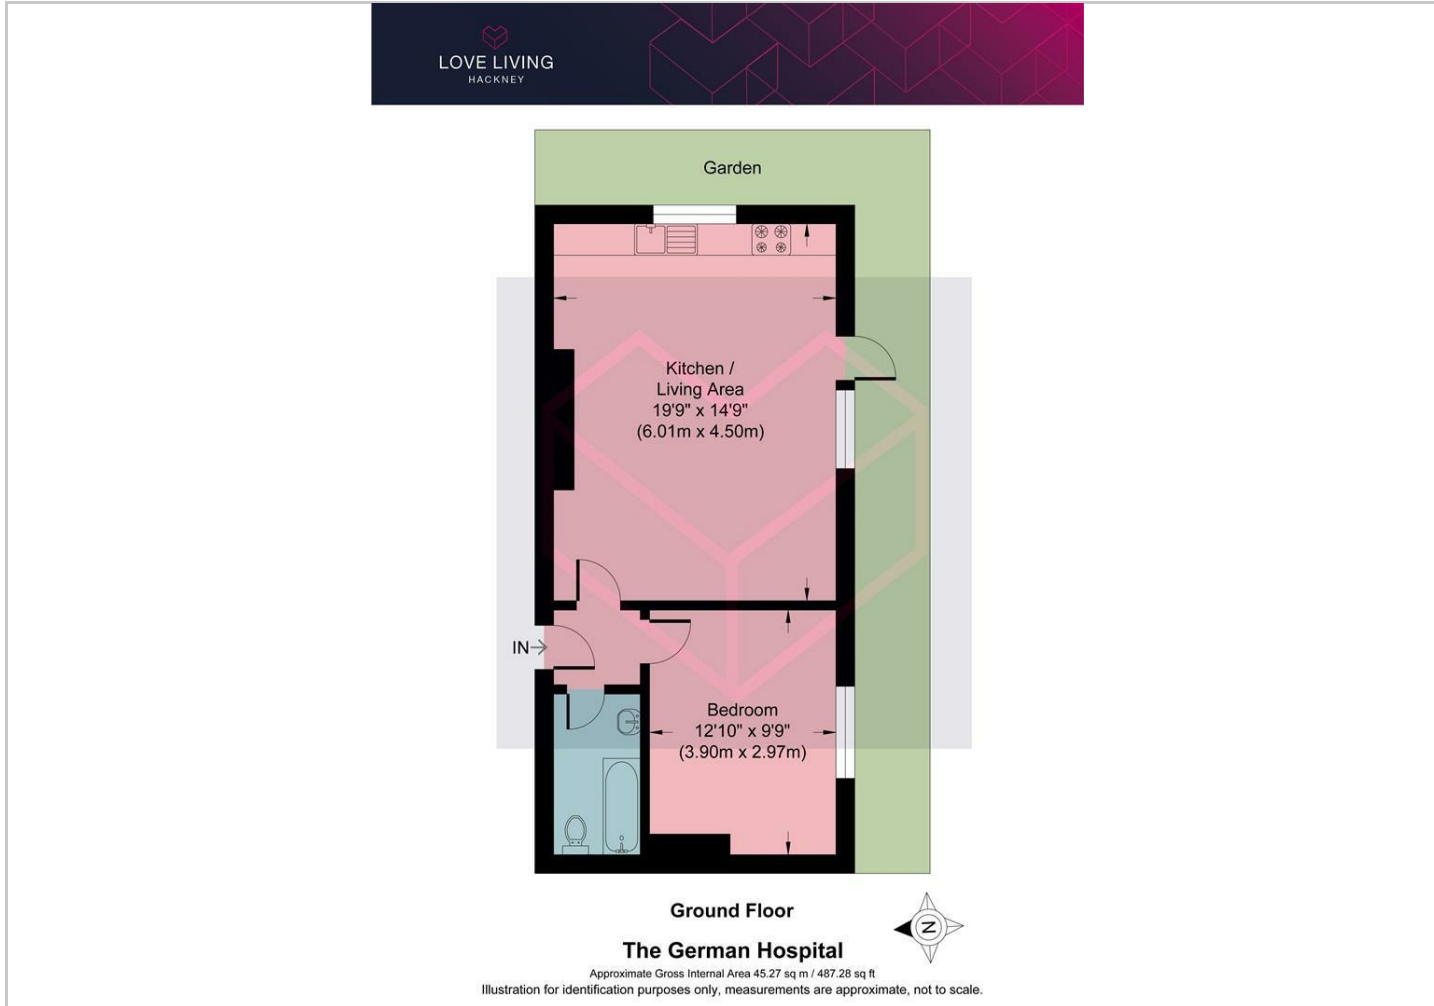 LOVE LIVING
HACKNEY
Garden
Kitchen /
Living Area
19'9" x 14'9"
(6.01m x 4.50m)
IN
Bedroom
12'10" x 9'9"
(3.90m x 2.97m)
Ground Floor
N
The German Hospital
Approximate Gross Internal Area 45.27 sq m / 487.28 sq ft
Illustration for identification purposes only, measurements are approximate, not to scale.